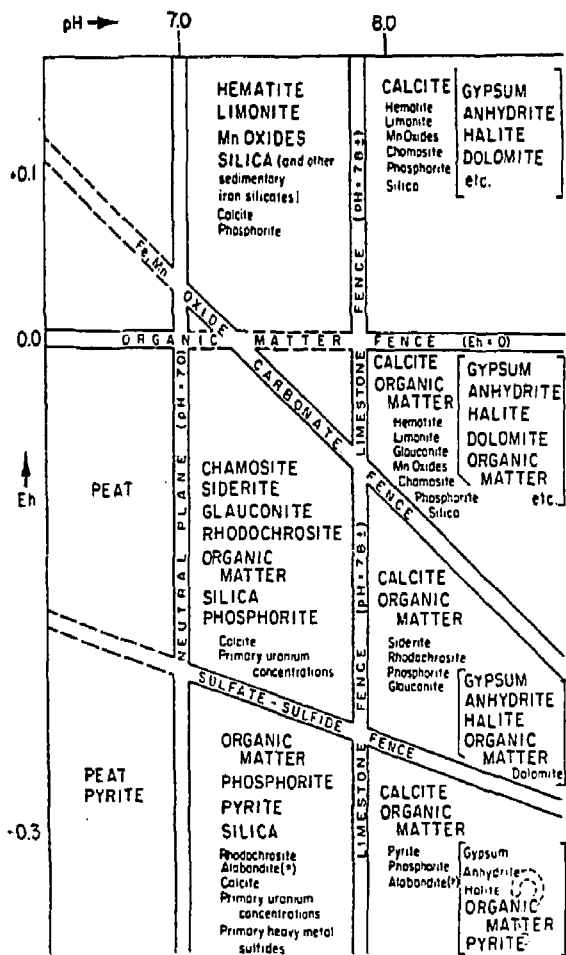 pH
7.0
8.0
+0.1
0.0
Eh
+0.3
HEMATITE
LIMONITE
Mn OXIDES
SILICA (and other
sedimentary
iron silicates)
Calcite
Phosphorite
CALCITE
Hematite
Limonite
Mn Oxides
Chamosite
Phosphorite
Silica
GYPSUM
ANHYDRITE
HALITE
DOLOMITE
etc.
LIMESTONE FENCE (pH = 7.8 ±)
Fe, Mn OXIDE CARBONATE FENCE
ORGANIC MATTER FENCE (Eh=0)
NEUTRAL PLANE (pH = 7.0)
PEAT
CHAMOSITE
SIDERITE
GLAUCONITE
RHODOCHROSITE
ORGANIC
MATTER
SILICA
PHOSPHORITE
Calcite
Primary uranium
concentrations
CALCITE
ORGANIC
MATTER
Hematite
Limonite
Glauconite
Mn Oxides
Chamosite
Phosphorite
Silica
GYPSUM
ANHYDRITE
HALITE
DOLOMITE
ORGANIC
MATTER
etc.
LIMESTONE FENCE (pH = 7.8 ±)
CALCITE
ORGANIC
MATTER
Siderite
Rhodochrosite
Phosphorite
Glauconite
GYPSUM
ANHYDRITE
HALITE
ORGANIC
MATTER
Dolomite
SULFATE-SULFIDE FENCE
PEAT
PYRITE
ORGANIC
MATTER
PHOSPHORITE
PYRITE
SILICA
Rhodochrosite
Alabandite(?)
Calcite
Primary uranium
concentrations
Primary heavy metal
sulfides
CALCITE
ORGANIC
MATTER
Pyrite
Phosphorite
Alabandite(?)
Gypsum
Anhydrite
Halite
ORGANIC
MATTER
PYRITE